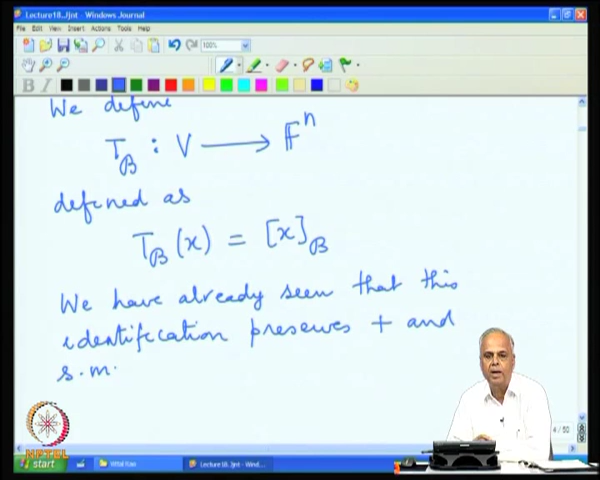 Lecture18.Jnt - Windows Journal
File Edit View Insert Actions Tools Help
100%
We define
T_B : V ⟶ F^n
defined as
T_B (x) = [x]_B
We have already seen that this
identification preserves + and
s.m.
4 / 50
NPTEL
start
Lecture18.Jnt - Wind...